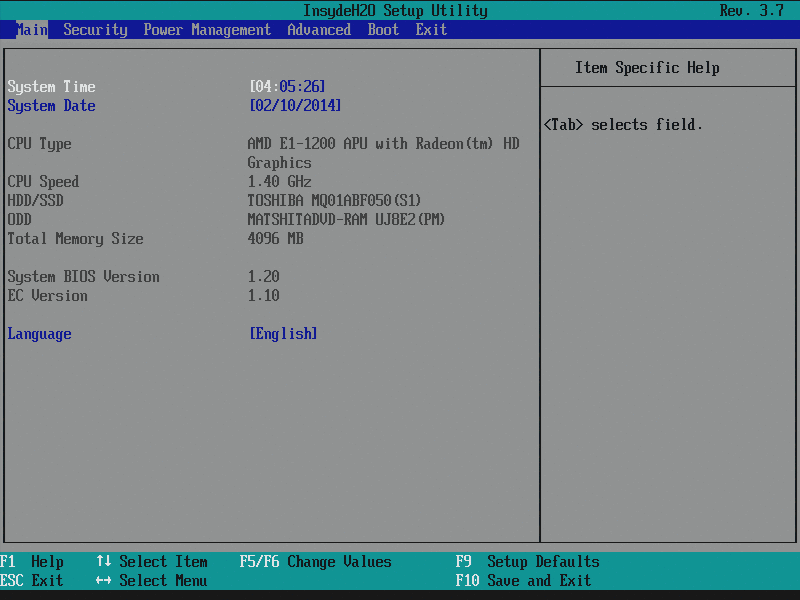 InsydeH2O Setup Utility Rev. 3.7
Main Security Power Management Advanced Boot Exit
Item Specific Help
System Time [04:05:26]
System Date [02/10/2014]
<Tab> selects field.
CPU Type AMD E1-1200 APU with Radeon(tm) HD
Graphics
CPU Speed 1.40 GHz
HDD/SSD TOSHIBA MQ01ABF050(S1)
ODD MATSHITADVD-RAM UJ8E2(PM)
Total Memory Size 4096 MB
System BIOS Version 1.20
EC Version 1.10
Language [English]
F1 Help ↑↓ Select Item F5/F6 Change Values F9 Setup Defaults
ESC Exit ↔ Select Menu F10 Save and Exit